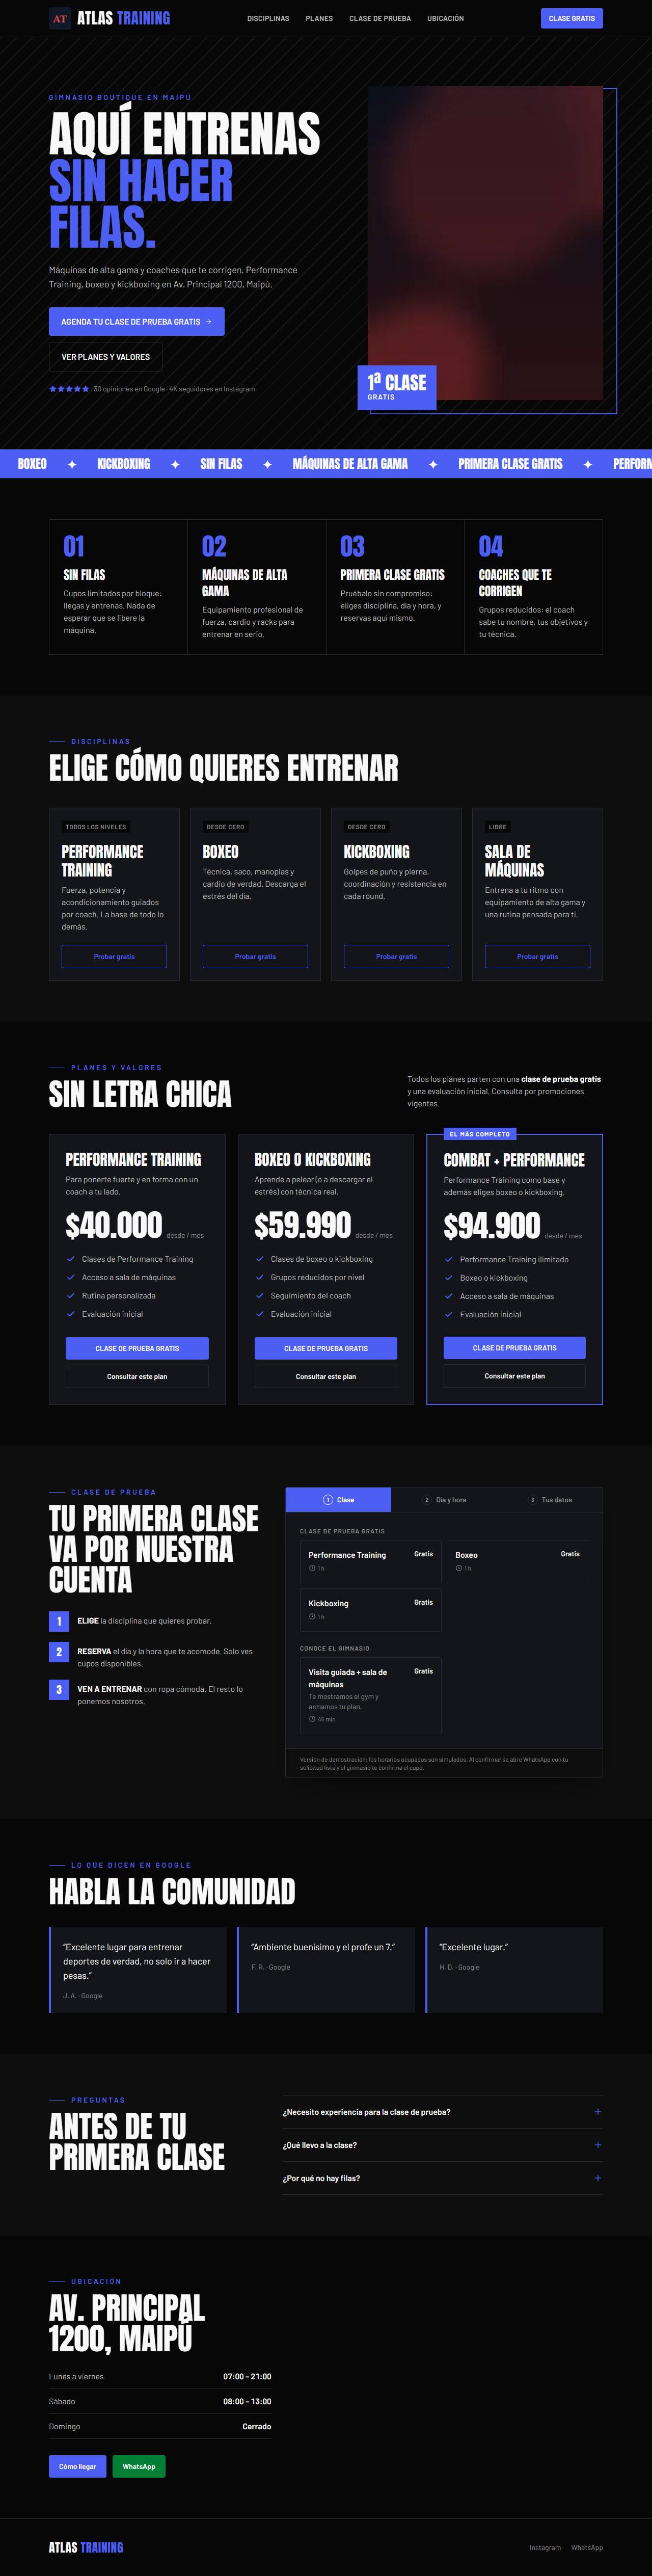 AT ATLAS TRAINING
DISCIPLINAS PLANES CLASE DE PRUEBA UBICACIÓN
CLASE GRATIS
GIMNASIO BOUTIQUE EN MAIPÚ
AQUÍ ENTRENAS
SIN HACER
FILAS.
Máquinas de alta gama y coaches que te corrigen. Performance
Training, boxeo y kickboxing en Av. Principal 1200, Maipú.
AGENDA TU CLASE DE PRUEBA GRATIS →
VER PLANES Y VALORES
★★★★★ 30 opiniones en Google · 4K seguidores en Instagram
1ª CLASE
GRATIS
BOXEO ✦ KICKBOXING ✦ SIN FILAS ✦ MÁQUINAS DE ALTA GAMA ✦ PRIMERA CLASE GRATIS ✦ PERFORM
01
SIN FILAS
Cupos limitados por bloque:
llegas y entrenas. Nada de
esperar que se libere la
máquina.
02
MÁQUINAS DE ALTA
GAMA
Equipamiento profesional de
fuerza, cardio y racks para
entrenar en serio.
03
PRIMERA CLASE GRATIS
Pruébalo sin compromiso:
eliges disciplina, día y hora, y
reservas aquí mismo.
04
COACHES QUE TE
CORRIGEN
Grupos reducidos: el coach
sabe tu nombre, tus objetivos y
tu técnica.
DISCIPLINAS
ELIGE CÓMO QUIERES ENTRENAR
TODOS LOS NIVELES
PERFORMANCE
TRAINING
Fuerza, potencia y
acondicionamiento guiados
por coach. La base de todo lo
demás.
Probar gratis
DESDE CERO
BOXEO
Técnica, saco, manoplas y
cardio de verdad. Descarga el
estrés del día.
Probar gratis
DESDE CERO
KICKBOXING
Golpes de puño y pierna,
coordinación y resistencia en
cada round.
Probar gratis
LIBRE
SALA DE
MÁQUINAS
Entrena a tu ritmo con
equipamiento de alta gama y
una rutina pensada para ti.
Probar gratis
PLANES Y VALORES
SIN LETRA CHICA
Todos los planes parten con una clase de prueba gratis
y una evaluación inicial. Consulta por promociones
vigentes.
PERFORMANCE TRAINING
Para ponerte fuerte y en forma con un
coach a tu lado.
$40.000 desde / mes
Clases de Performance Training
Acceso a sala de máquinas
Rutina personalizada
Evaluación inicial
CLASE DE PRUEBA GRATIS
Consultar este plan
BOXEO O KICKBOXING
Aprende a pelear (o a descargar el
estrés) con técnica real.
$59.990 desde / mes
Clases de boxeo o kickboxing
Grupos reducidos por nivel
Seguimiento del coach
Evaluación inicial
CLASE DE PRUEBA GRATIS
Consultar este plan
EL MÁS COMPLETO
COMBAT + PERFORMANCE
Performance Training como base y
además eliges boxeo o kickboxing.
$94.900 desde / mes
Performance Training ilimitado
Boxeo o kickboxing
Acceso a sala de máquinas
Evaluación inicial
CLASE DE PRUEBA GRATIS
Consultar este plan
CLASE DE PRUEBA
TU PRIMERA CLASE
VA POR NUESTRA
CUENTA
1 ELIGE la disciplina que quieres probar.
2 RESERVA el día y la hora que te acomode. Solo ves
cupos disponibles.
3 VEN A ENTRENAR con ropa cómoda. El resto lo
ponemos nosotros.
1 Clase 2 Día y hora 3 Tus datos
CLASE DE PRUEBA GRATIS
Performance Training Gratis
1 h
Boxeo Gratis
1 h
Kickboxing Gratis
1 h
CONOCE EL GIMNASIO
Visita guiada + sala de Gratis
máquinas
Te mostramos el gym y
armamos tu plan.
45 min
Versión de demostración: los horarios ocupados son simulados. Al confirmar se abre WhatsApp con tu
solicitud lista y el gimnasio te confirma el cupo.
LO QUE DICEN EN GOOGLE
HABLA LA COMUNIDAD
“Excelente lugar para entrenar
deportes de verdad, no solo ir a hacer
pesas.”
J. A. · Google
“Ambiente buenísimo y el profe un 7.”
F. R. · Google
“Excelente lugar.”
H. D. · Google
PREGUNTAS
ANTES DE TU
PRIMERA CLASE
¿Necesito experiencia para la clase de prueba? +
¿Qué llevo a la clase? +
¿Por qué no hay filas? +
UBICACIÓN
AV. PRINCIPAL
1200, MAIPÚ
Lunes a viernes 07:00 – 21:00
Sábado 08:00 – 13:00
Domingo Cerrado
Cómo llegar WhatsApp
ATLAS TRAINING
Instagram WhatsApp